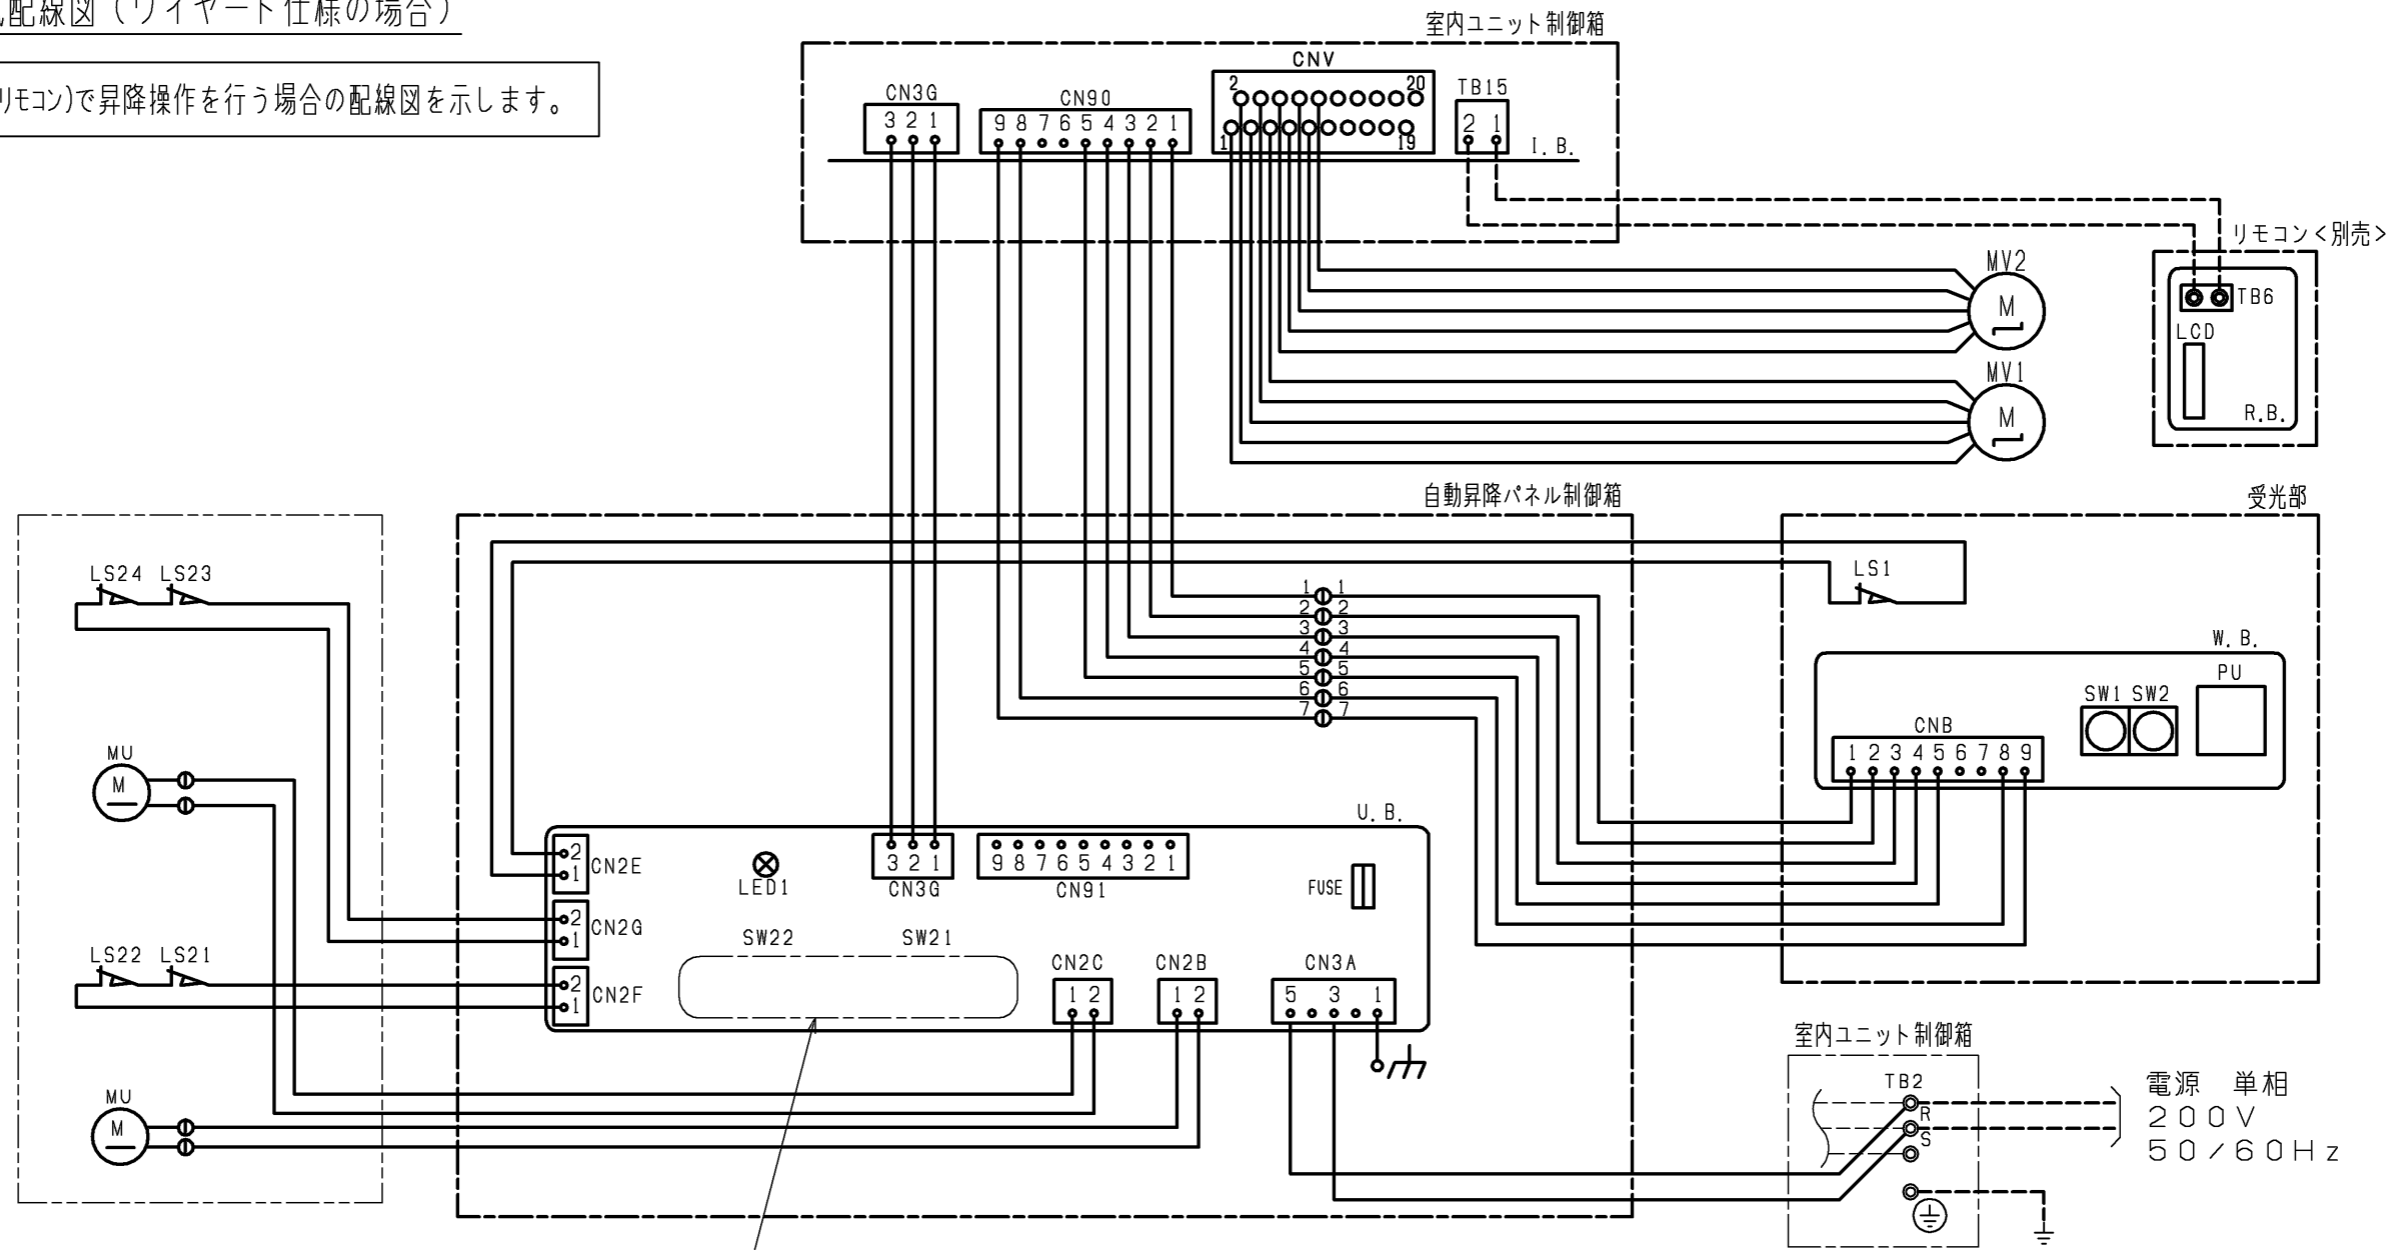 配線図(ワイヤード仕様の場合)
リモコン)で昇降操作を行う場合の配線図を示します。
室内ユニット制御箱
CNV
CN3G
CN90
2 20
TB15
3 2 1
9 8 7 6 5 4 3 2 1
2 1
1 19
I.B.
リモコン<別売>
MV2
M
TB6
LCD
MV1
M
R.B.
自動昇降パネル制御箱
受光部
LS24 LS23
LS1
1 1
2 2
3 3
4 4
5 5
6 6
7 7
W.B.
PU
SW1 SW2
CNB
1 2 3 4 5 6 7 8 9
MU
M
U.B.
2
1
CN2E
LED1
3 2 1
CN3G
9 8 7 6 5 4 3 2 1
CN91
FUSE
2
1
CN2G
SW22
SW21
LS22 LS21
2
1
CN2F
CN2C
1 2
CN2B
1 2
CN3A
5 3 1
室内ユニット制御箱
TB2
R
S
電源 単相
200V
50/60Hz
MU
M